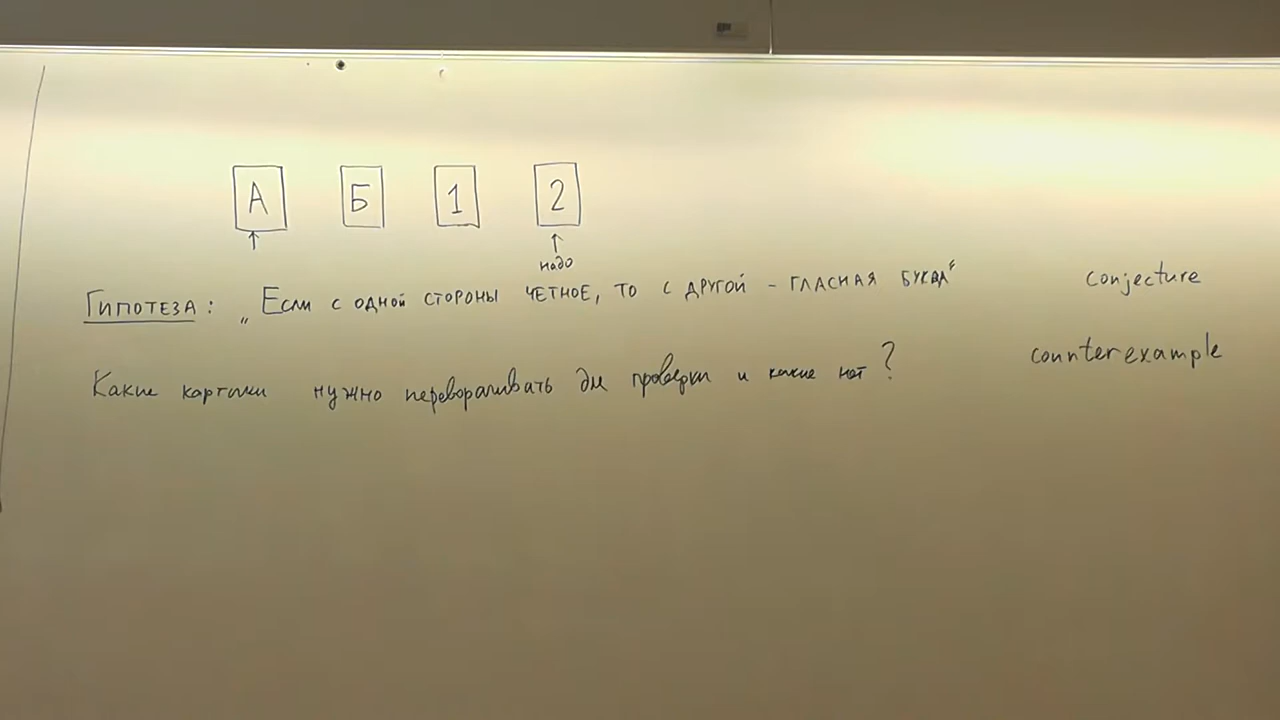 А Б 1 2
надо
Гипотеза: „Если с одной стороны четное, то с другой - гласная буква“
conjecture
counterexample
Какие карточки нужно переворачивать для проверки и какие нет?